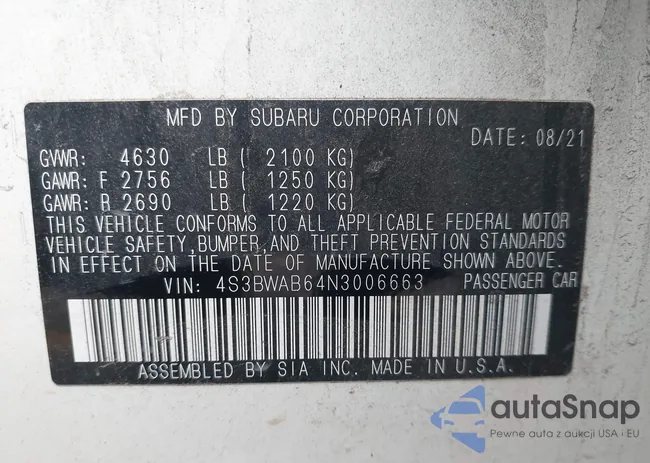 MFD BY SUBARU CORPORATION
DATE: 08/21
GVWR: 4630 LB ( 2100 KG)
GAWR: F 2756 LB ( 1250 KG)
GAWR: R 2690 LB ( 1220 KG)
THIS VEHICLE CONFORMS TO ALL APPLICABLE FEDERAL MOTOR
VEHICLE SAFETY,BUMPER,AND THEFT PREVENTION STANDARDS
IN EFFECT ON THE DATE OF MANUFACTURE SHOWN ABOVE.
VIN: 4S3BWAB64N3006663 PASSENGER CAR
ASSEMBLED BY SIA INC. MADE IN U.S.A.
autaSnap
Pewne auta z aukcji USA i EU